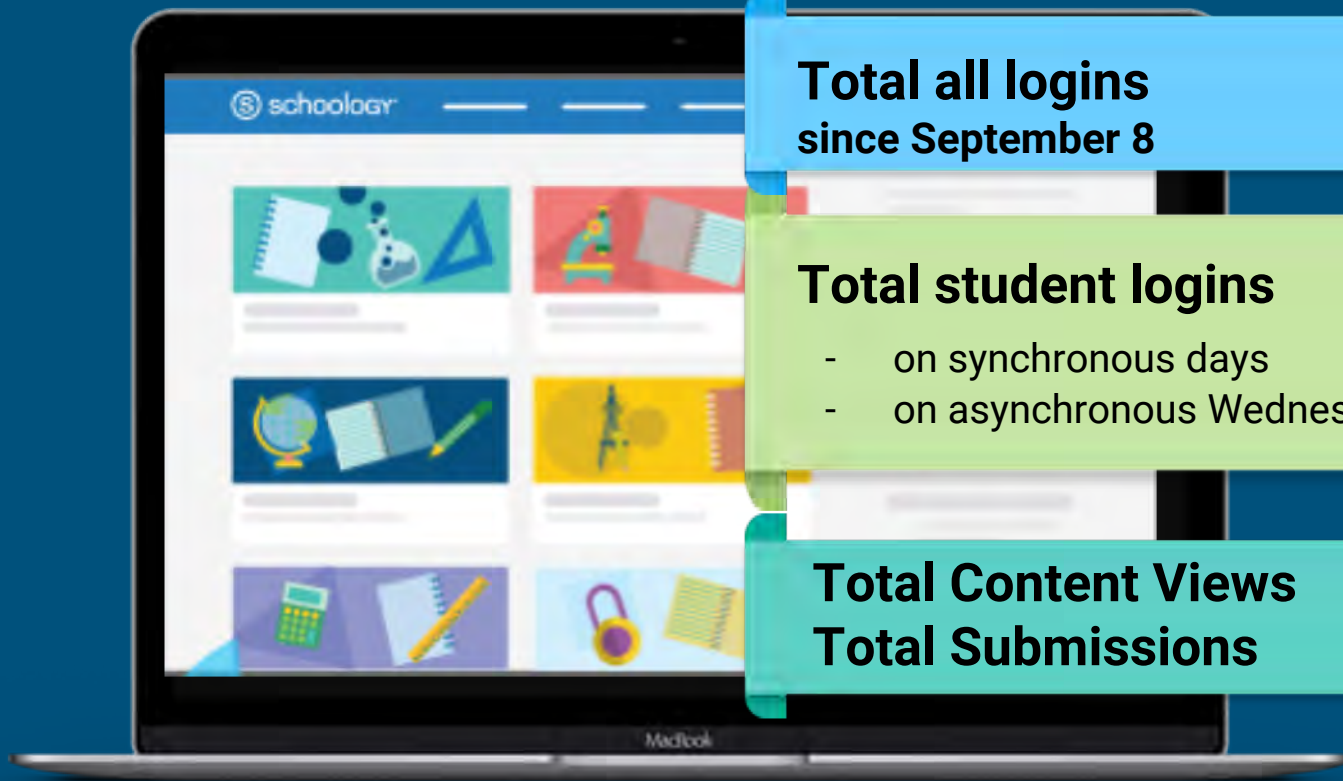 schoology
Total all logins
since September 8
Total student logins
- on synchronous days
- on asynchronous Wednes
Total Content Views
Total Submissions
MacBook